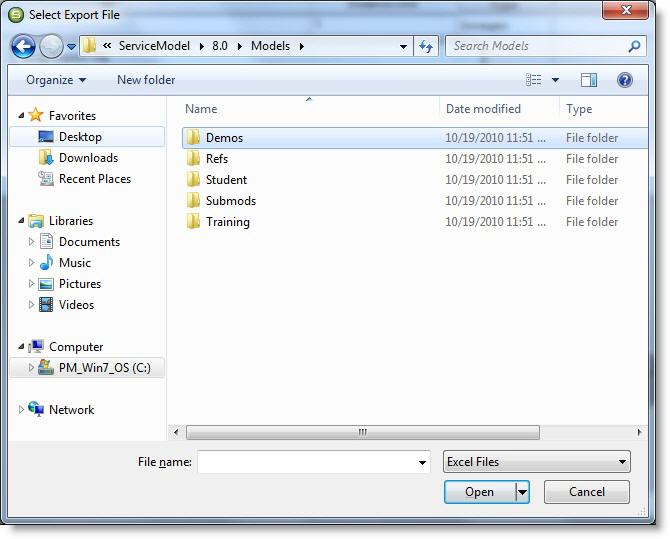 Select Export File
« ServiceModel ▸ 8.0 ▸ Models ▸
Search Models
Organize New folder
Name Date modified Type
Favorites
Desktop
Downloads
Recent Places
Libraries
Documents
Music
Pictures
Videos
Computer
PM_Win7_OS (C:)
Network
Demos 10/19/2010 11:51 ... File folder
Refs 10/19/2010 11:51 ... File folder
Student 10/19/2010 11:51 ... File folder
Submods 10/19/2010 11:51 ... File folder
Training 10/19/2010 11:51 ... File folder
File name:
Excel Files
Open Cancel